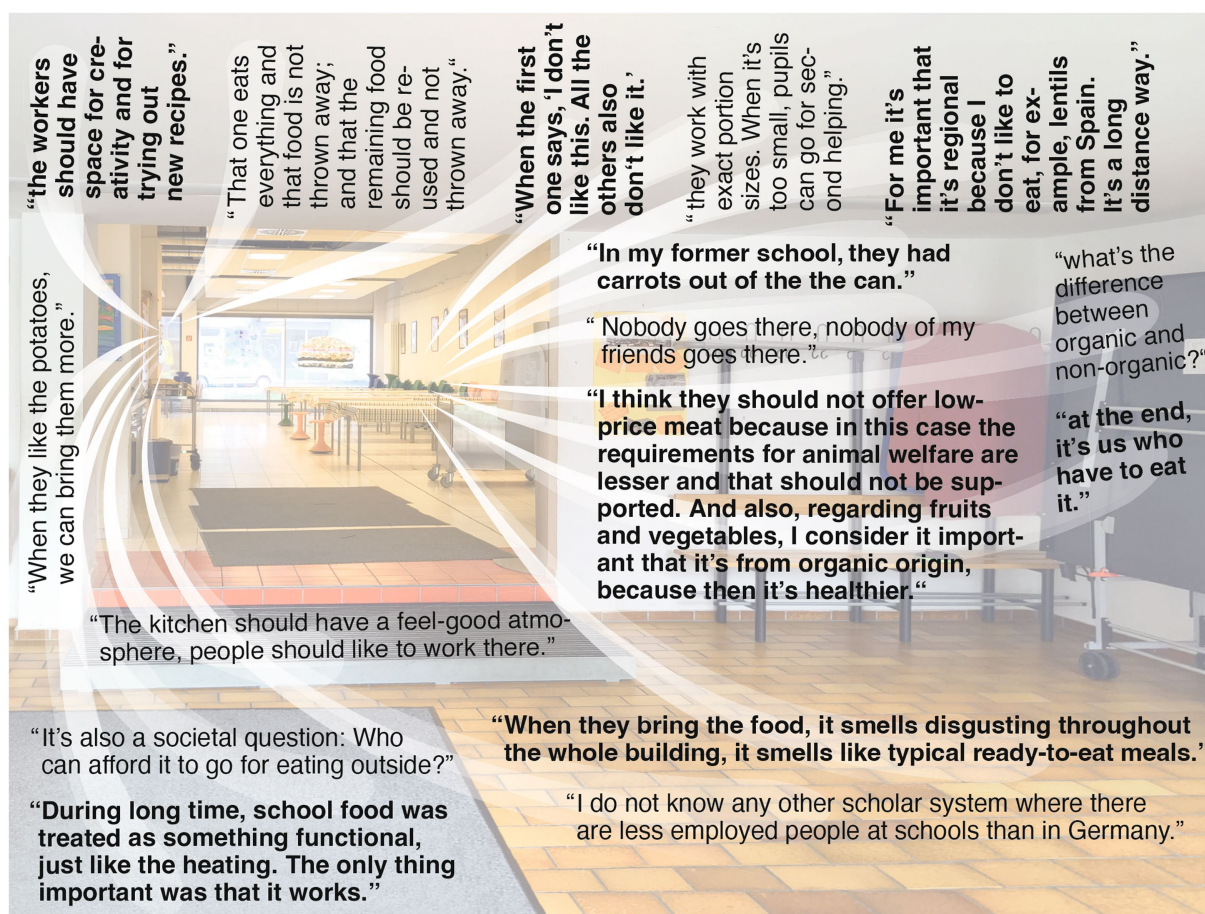 “the workers
should have
space for cre-
ativity and for
trying out
new recipes.”
“That one eats
everything and
that food is not
thrown away;
and that the
remaining food
should be re-
used and not
thrown away.“
“When the first
one says, ‘I don’t
like this. All the
others also
don‘t like it.’
“they work with
exact portion
sizes. When it’s
too small, pupils
can go for sec-
ond helping.”
“For me it’s
important that
it’s regional
because I
don’t like to
eat, for ex-
ample, lentils
from Spain.
It’s a long
distance way.”
“When they like the potatoes,
we can bring them more.”
“In my former school, they had
carrots out of the the can.”
“ Nobody goes there, nobody of my
friends goes there.”
“I think they should not offer low-
price meat because in this case the
requirements for animal welfare are
lesser and that should not be sup-
ported. And also, regarding fruits
and vegetables, I consider it import-
ant that it’s from organic origin,
because then it’s healthier.“
“what’s the
difference
between
organic and
non-organic?“
“at the end,
it’s us who
have to eat
it.”
“The kitchen should have a feel-good atmo-
sphere, people should like to work there.”
“It’s also a societal question: Who
can afford it to go for eating outside?”
“During long time, school food was
treated as something functional,
just like the heating. The only thing
important was that it works.”
“When they bring the food, it smells disgusting throughout
the whole building, it smells like typical ready-to-eat meals.’
“I do not know any other scholar system where there
are less employed people at schools than in Germany.”